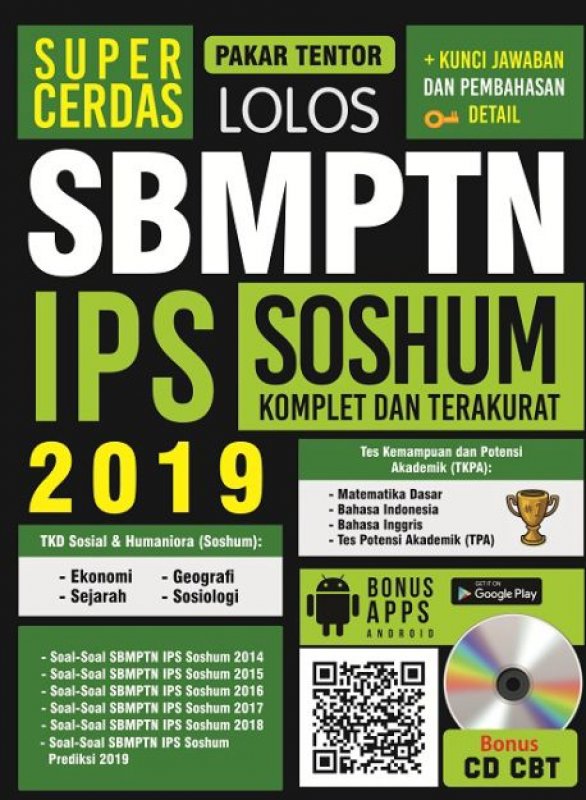 SUPER
CERDAS
PAKAR TENTOR
+ KUNCI JAWABAN
DAN PEMBAHASAN
DETAIL
LOLOS
SBMPTN
IPS
SOSHUM
KOMPLET DAN TERAKURAT
2019
Tes Kemampuan dan Potensi
Akademik (TKPA):
- Matematika Dasar
- Bahasa Indonesia
- Bahasa Inggris
- Tes Potensi Akademik (TPA)
TKD Sosial & Humaniora (Soshum):
- Ekonomi - Geografi
- Sejarah - Sosiologi
BONUS
APPS
ANDROID
GET IT ON
Google Play
- Soal-Soal SBMPTN IPS Soshum 2014
- Soal-Soal SBMPTN IPS Soshum 2015
- Soal-Soal SBMPTN IPS Soshum 2016
- Soal-Soal SBMPTN IPS Soshum 2017
- Soal-Soal SBMPTN IPS Soshum 2018
- Soal-Soal SBMPTN IPS Soshum
Prediksi 2019
Bonus
CD CBT